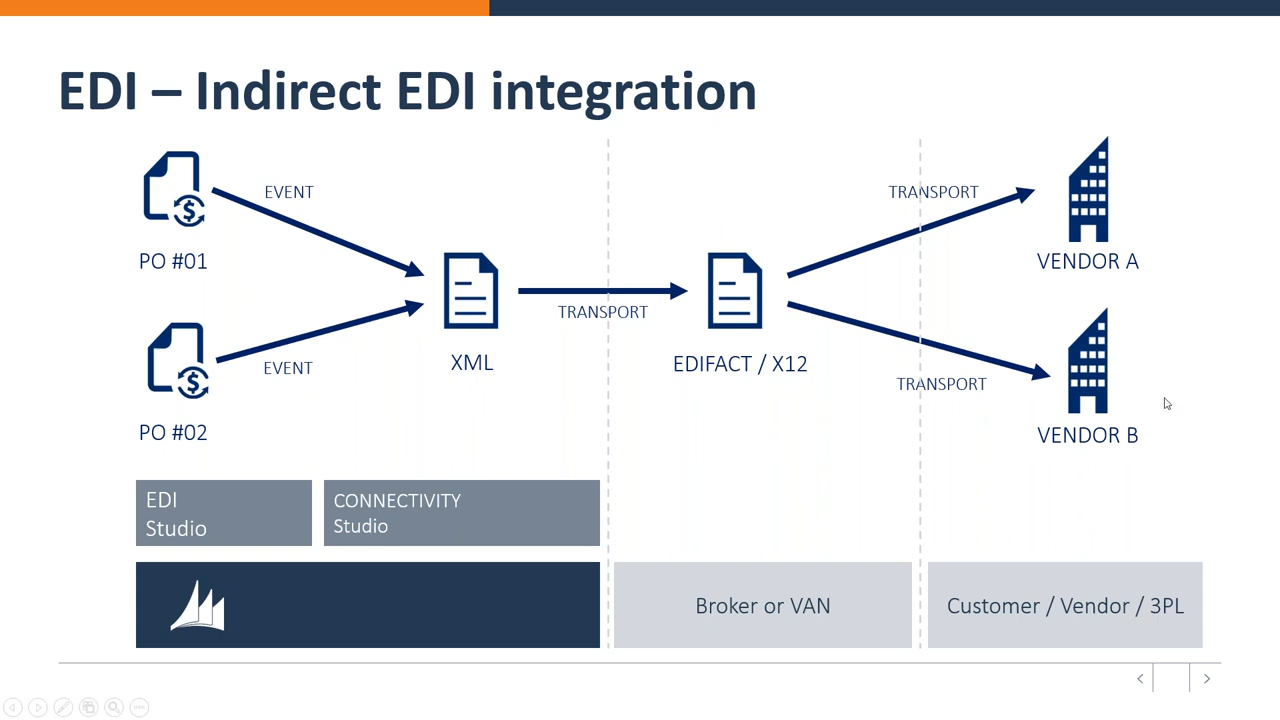 EDI – Indirect EDI integration
EVENT
PO #01
EVENT
PO #02
XML
TRANSPORT
EDIFACT / X12
TRANSPORT
VENDOR A
TRANSPORT
VENDOR B
EDI
Studio
CONNECTIVITY
Studio
Broker or VAN
Customer / Vendor / 3PL